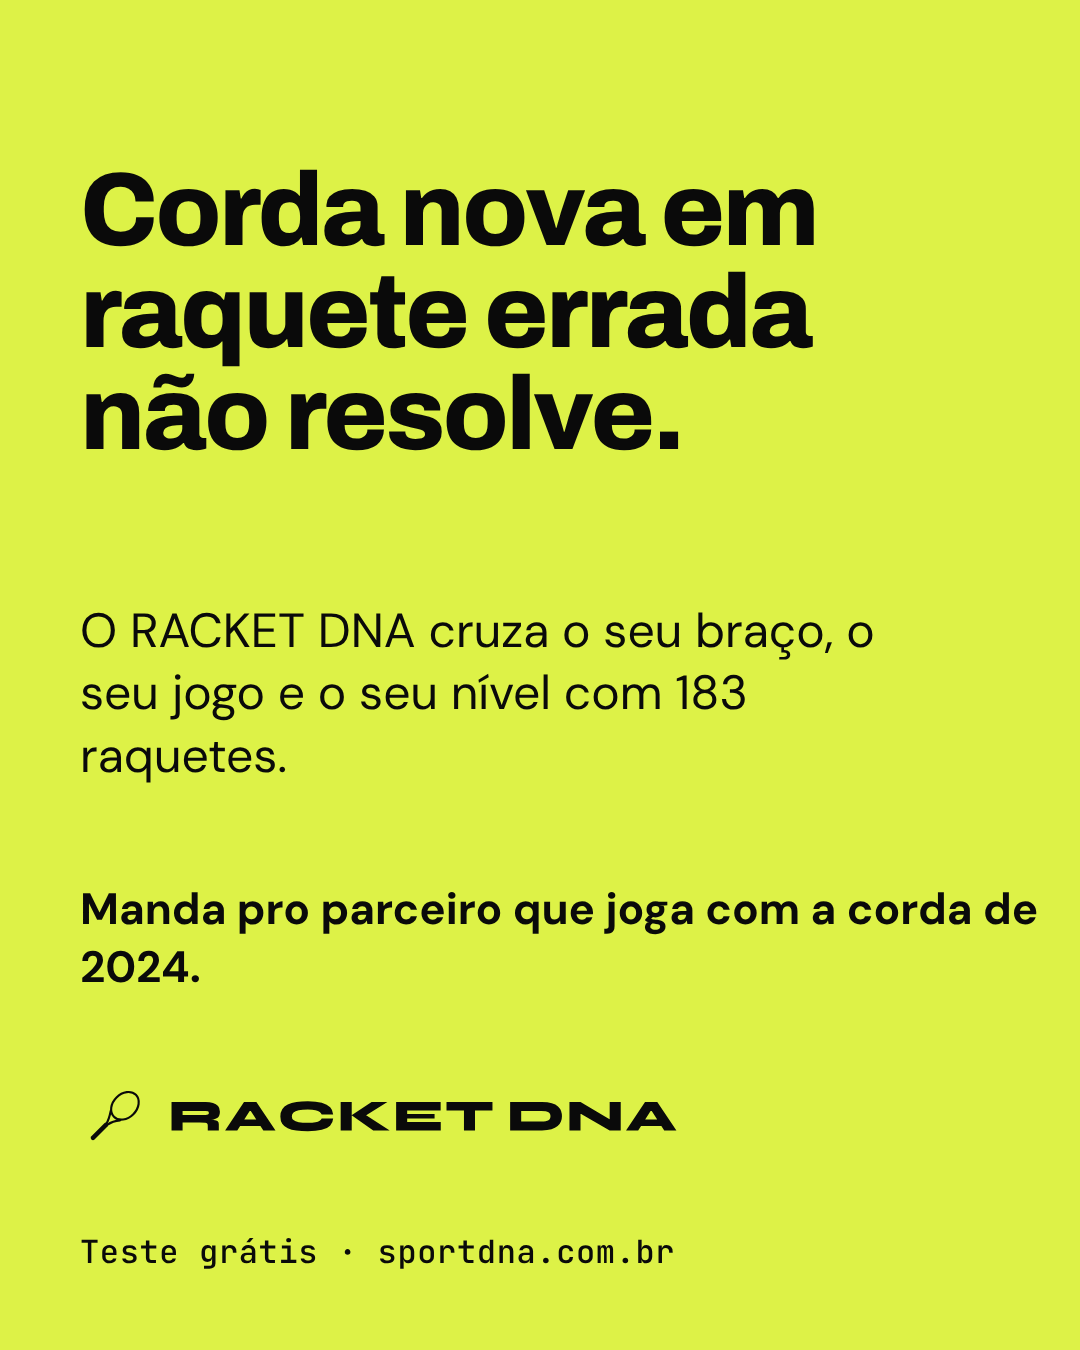 Corda nova em
raquete errada
não resolve.
O RACKET DNA cruza o seu braço, o
seu jogo e o seu nível com 183
raquetes.
Manda pro parceiro que joga com a corda de
2024.
RACKET DNA
Teste grátis · sportdna.com.br